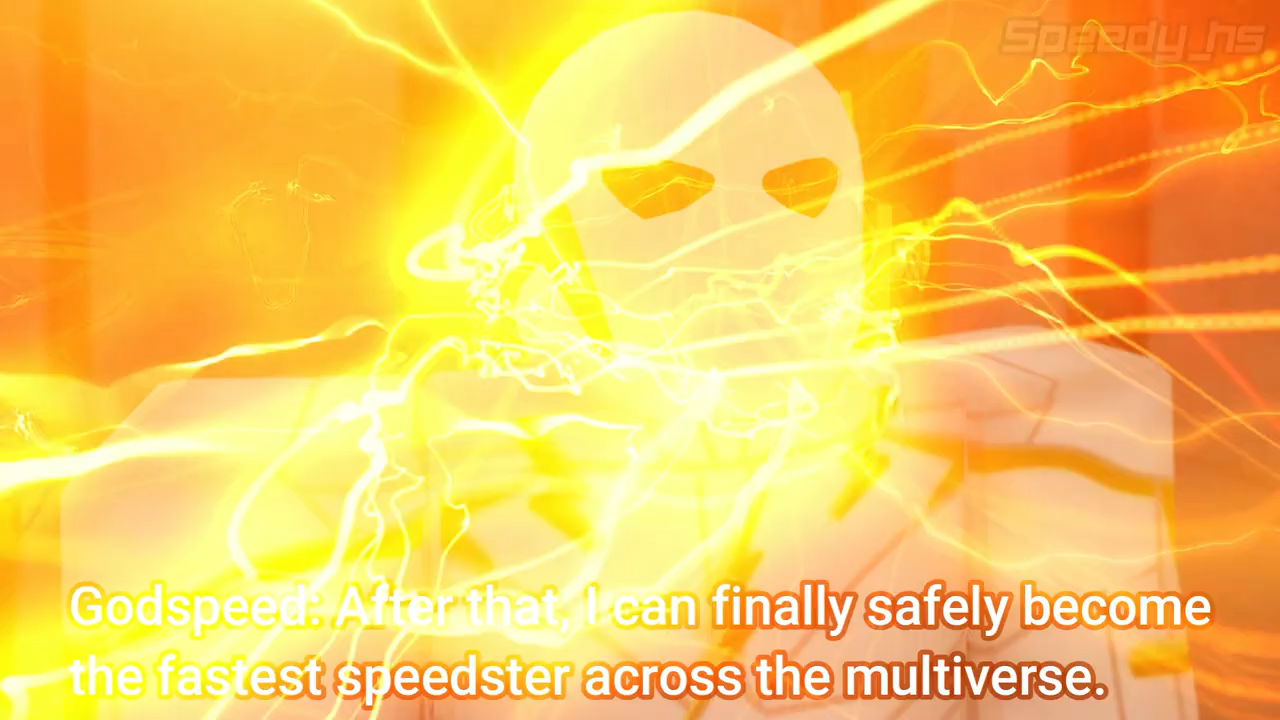 Speedy_hs
Godspeed: After that, I can finally safely become
the fastest speedster across the multiverse.